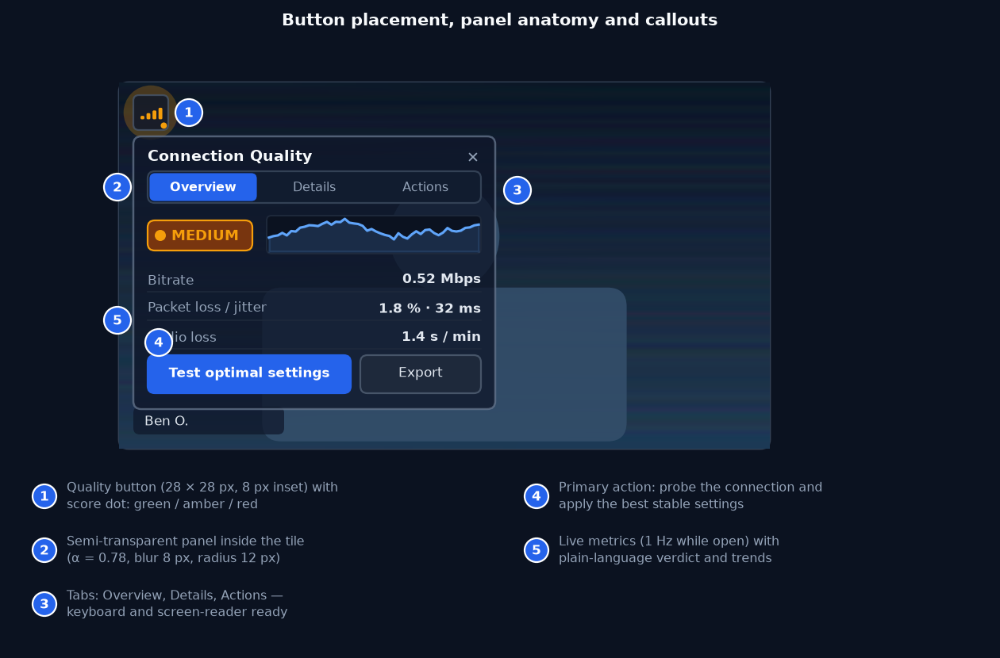 Button placement, panel anatomy and callouts
1
Connection Quality ✕
2
Overview Details Actions
3
MEDIUM
Bitrate 0.52 Mbps
Packet loss / jitter 1.8 % · 32 ms
5
4
io loss 1.4 s / min
Test optimal settings Export
Ben O.
1 Quality button (28 × 28 px, 8 px inset) with
score dot: green / amber / red
2 Semi-transparent panel inside the tile
(α = 0.78, blur 8 px, radius 12 px)
3 Tabs: Overview, Details, Actions —
keyboard and screen-reader ready
4 Primary action: probe the connection and
apply the best stable settings
5 Live metrics (1 Hz while open) with
plain-language verdict and trends